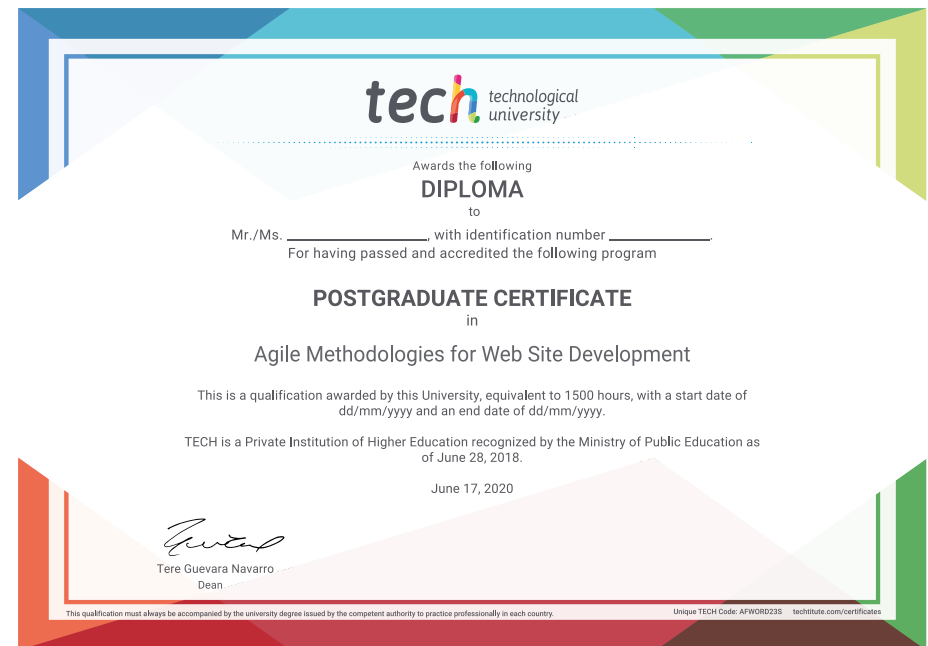 tech technological
university
Awards the following
DIPLOMA
to
Mr./Ms. ____________________, with identification number ______________.
For having passed and accredited the following program
POSTGRADUATE CERTIFICATE
in
Agile Methodologies for Web Site Development
This is a qualification awarded by this University, equivalent to 1500 hours, with a start date of
dd/mm/yyyy and an end date of dd/mm/yyyy.
TECH is a Private Institution of Higher Education recognized by the Ministry of Public Education as
of June 28, 2018.
June 17, 2020
Tere Guevara Navarro
Dean
This qualification must always be accompanied by the university degree issued by the competent authority to practice professionally in each country.
Unique TECH Code: AFWORD23S techtitute.com/certificates